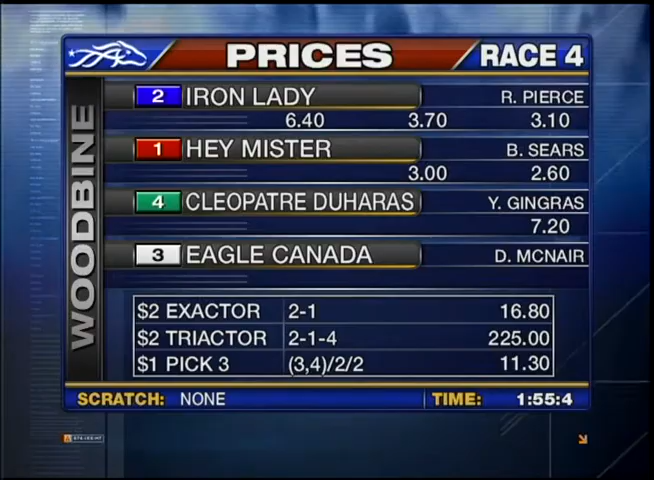 PRICES RACE 4
WOODBINE
2 IRON LADY R. PIERCE
6.40 3.70 3.10
1 HEY MISTER B. SEARS
3.00 2.60
4 CLEOPATRE DUHARAS Y. GINGRAS
7.20
3 EAGLE CANADA D. MCNAIR
$2 EXACTOR 2-1 16.80
$2 TRIACTOR 2-1-4 225.00
$1 PICK 3 (3,4)/2/2 11.30
SCRATCH: NONE TIME: 1:55:4